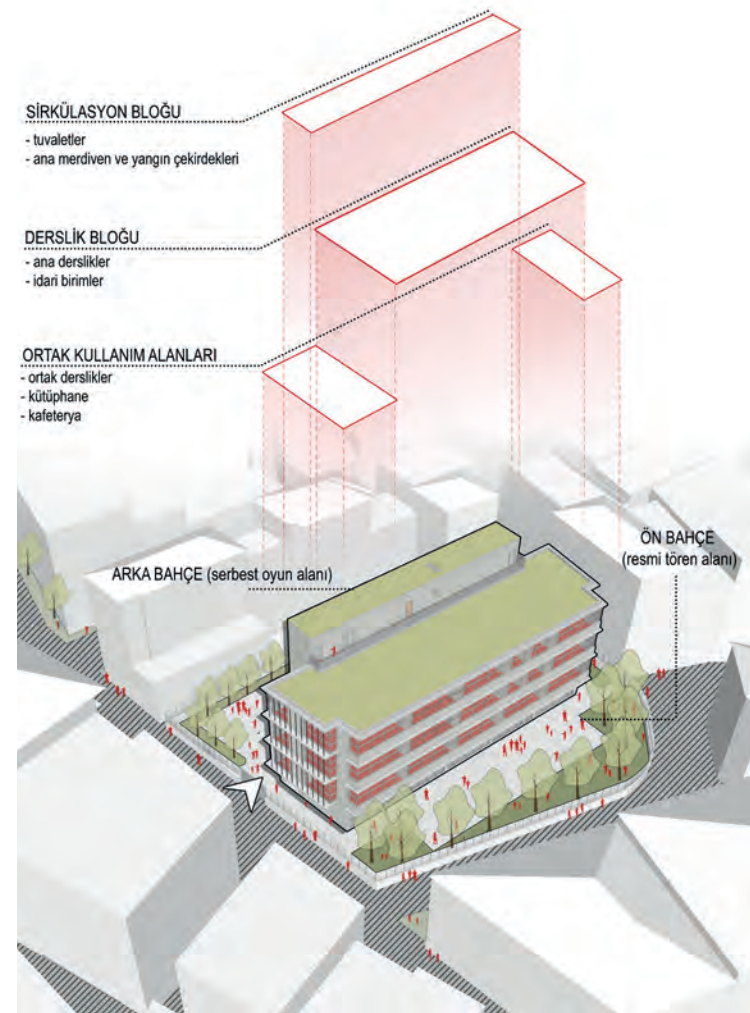 SİRKÜLASYON BLOĞU
- tuvaletler
- ana merdiven ve yangın çekirdekleri
DERSLİK BLOĞU
- ana derslikler
- idari birimler
ORTAK KULLANIM ALANLARI
- ortak derslikler
- kütüphane
- kafeterya
ÖN BAHÇE
(resmi tören alanı)
ARKA BAHÇE (serbest oyun alanı)